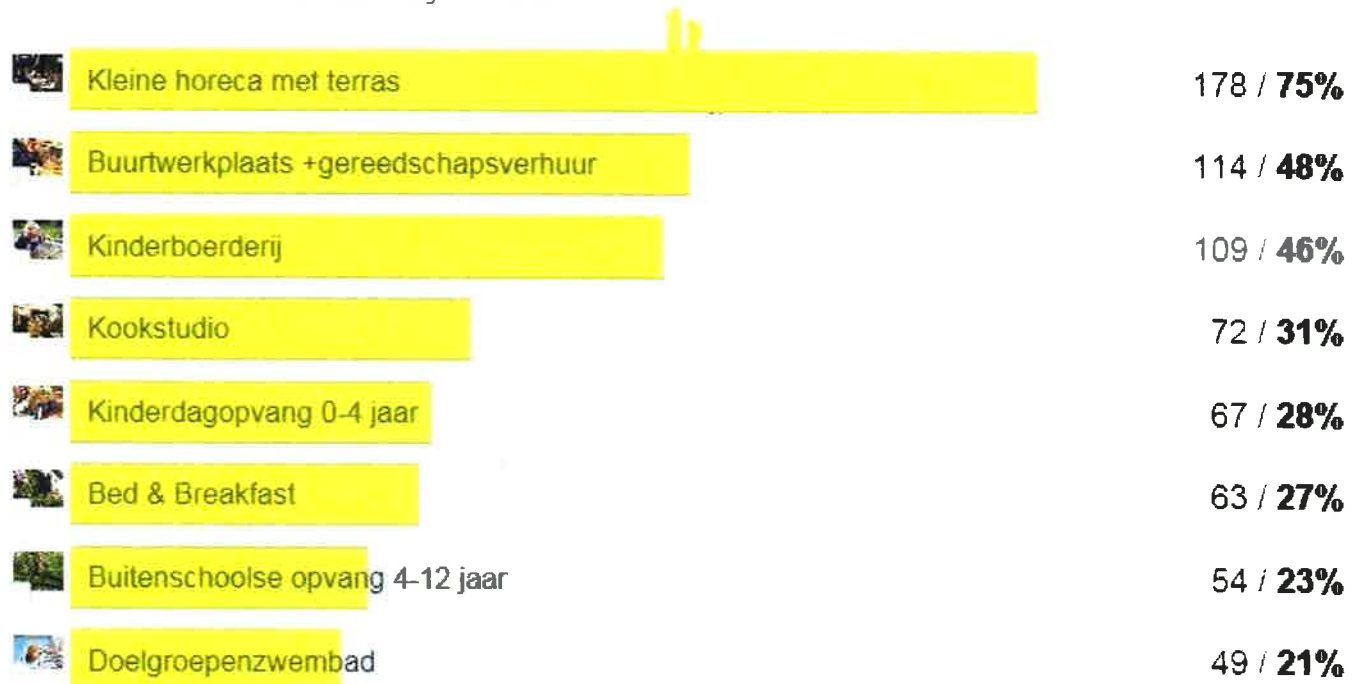 Kleine horeca met terras 178 / 75%
Buurtwerkplaats +gereedschapsverhuur 114 / 48%
Kinderboerderij 109 / 46%
Kookstudio 72 / 31%
Kinderdagopvang 0-4 jaar 67 / 28%
Bed & Breakfast 63 / 27%
Buitenschoolse opvang 4-12 jaar 54 / 23%
Doelgroepenzwembad 49 / 21%